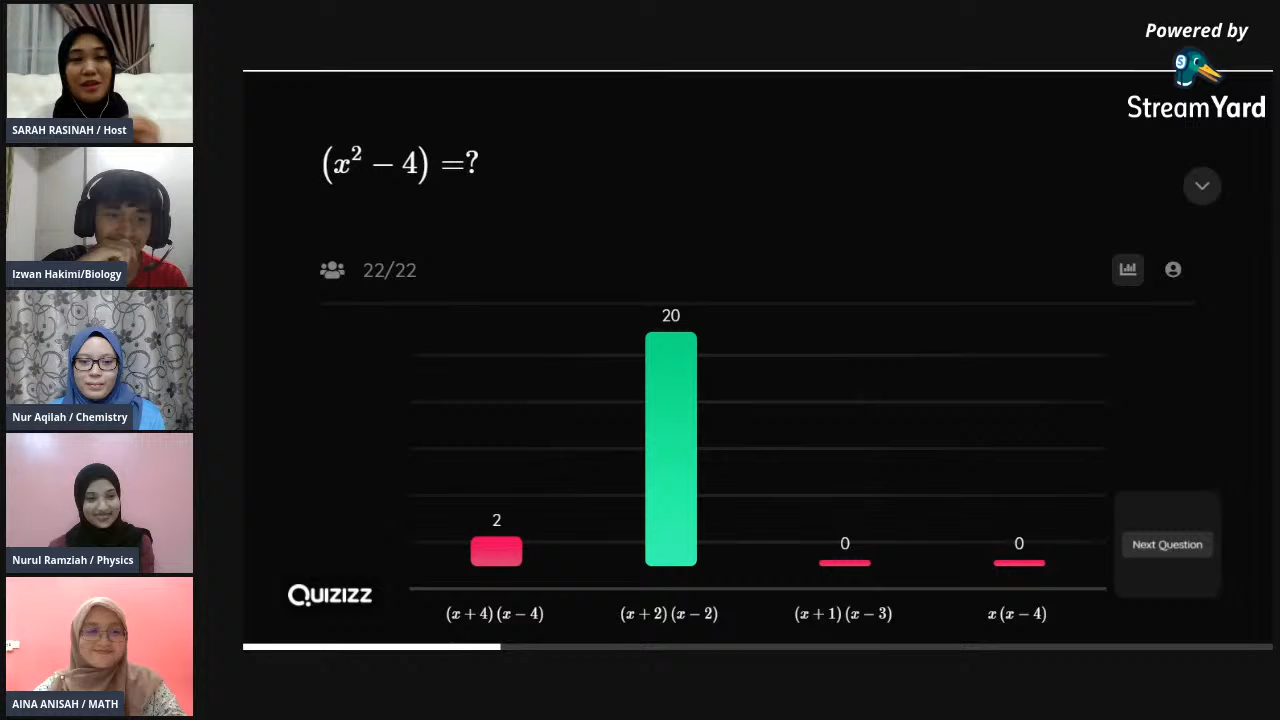 Powered by
StreamYard
SARAH RASINAH / Host
Izwan Hakimi/Biology
Nur Aqilah / Chemistry
Nurul Ramziah / Physics
AINA ANISAH / MATH
(x² − 4) =?
22/22
20
2
0
0
Next Question
QUIZIZZ
(x + 4) (x − 4)
(x + 2) (x − 2)
(x + 1) (x − 3)
x (x − 4)